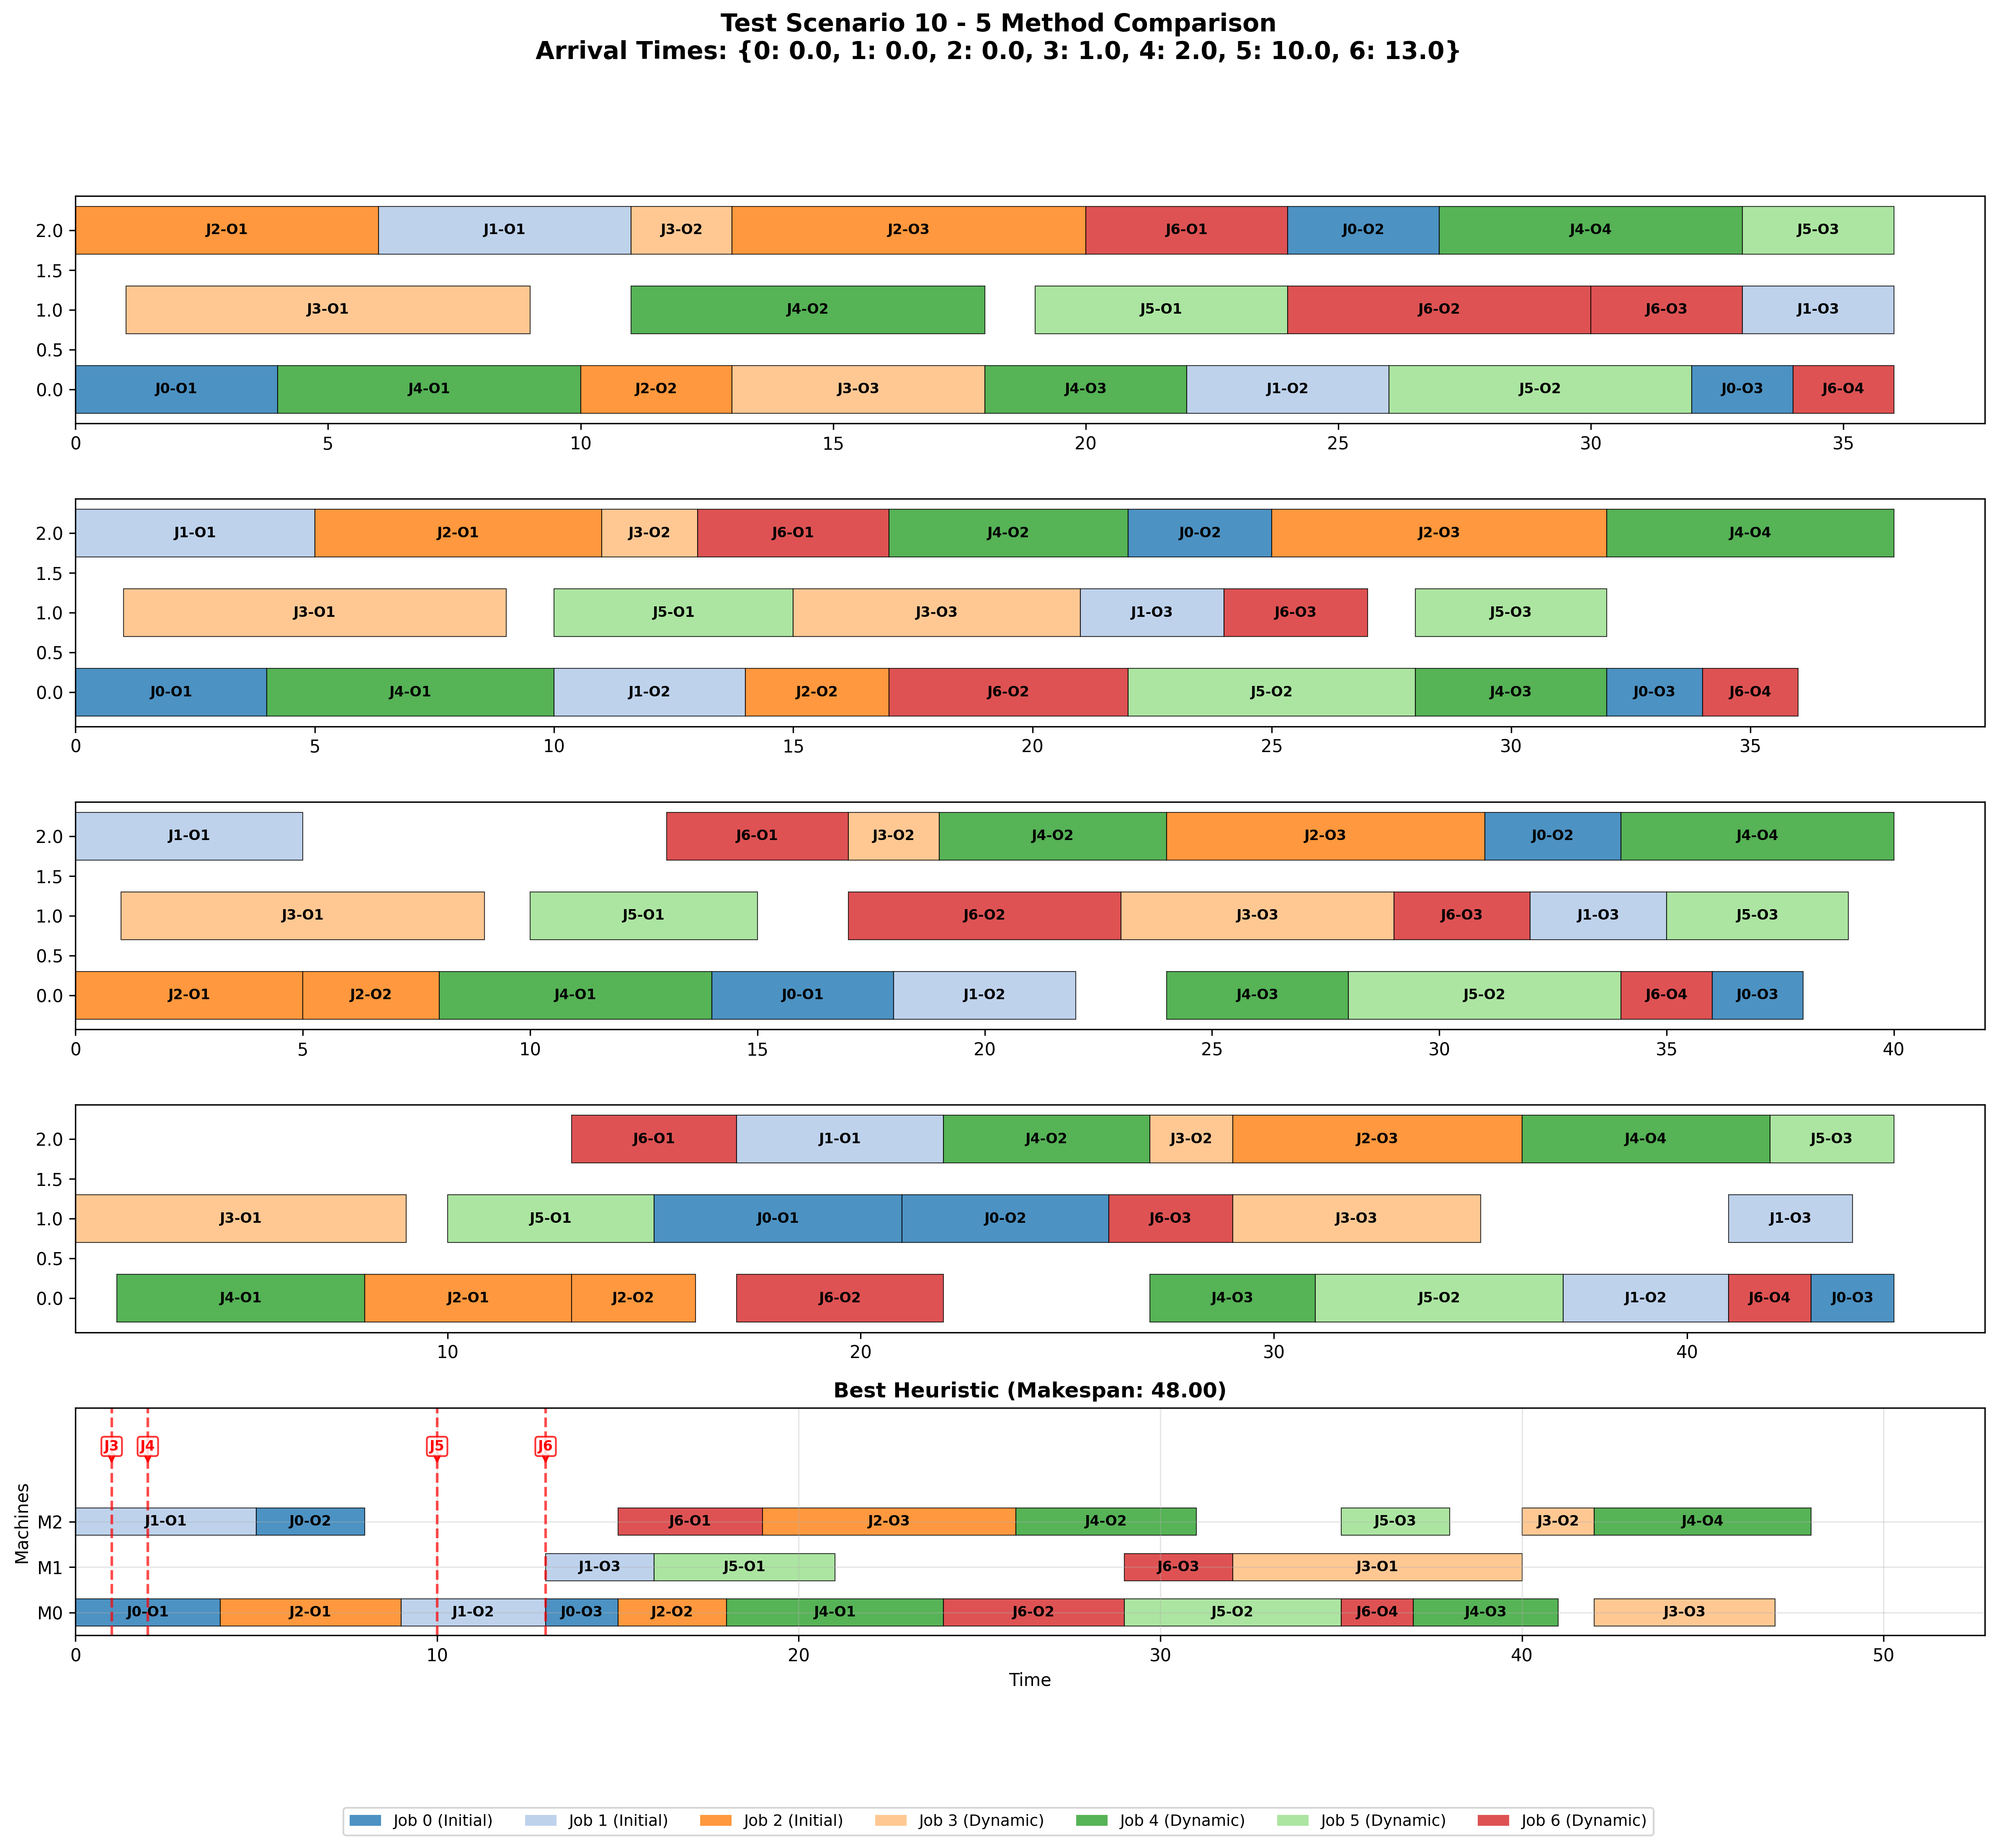 Test Scenario 10 - 5 Method Comparison
Arrival Times: {0: 0.0, 1: 0.0, 2: 0.0, 3: 1.0, 4: 2.0, 5: 10.0, 6: 13.0}
2.0 J2-O1 J1-O1 J3-O2 J2-O3 J6-O1 J0-O2 J4-O4 J5-O3
1.5
1.0 J3-O1 J4-O2 J5-O1 J6-O2 J6-O3 J1-O3
0.5
0.0 J0-O1 J4-O1 J2-O2 J3-O3 J4-O3 J1-O2 J5-O2 J0-O3 J6-O4
0 5 10 15 20 25 30 35
2.0 J1-O1 J2-O1 J3-O2 J6-O1 J4-O2 J0-O2 J2-O3 J4-O4
1.5
1.0 J3-O1 J5-O1 J3-O3 J1-O3 J6-O3 J5-O3
0.5
0.0 J0-O1 J4-O1 J1-O2 J2-O2 J6-O2 J5-O2 J4-O3 J0-O3 J6-O4
0 5 10 15 20 25 30 35
2.0 J1-O1 J6-O1 J3-O2 J4-O2 J2-O3 J0-O2 J4-O4
1.5
1.0 J3-O1 J5-O1 J6-O2 J3-O3 J6-O3 J1-O3 J5-O3
0.5
0.0 J2-O1 J2-O2 J4-O1 J0-O1 J1-O2 J4-O3 J5-O2 J6-O4 J0-O3
0 5 10 15 20 25 30 35 40
2.0 J6-O1 J1-O1 J4-O2 J3-O2 J2-O3 J4-O4 J5-O3
1.5
1.0 J3-O1 J5-O1 J0-O1 J0-O2 J6-O3 J3-O3 J1-O3
0.5
0.0 J4-O1 J2-O1 J2-O2 J6-O2 J4-O3 J5-O2 J1-O2 J6-O4 J0-O3
10 20 30 40
Best Heuristic (Makespan: 48.00)
J3 J4 J5 J6
Machines
M2 J1-O1 J0-O2 J6-O1 J2-O3 J4-O2 J5-O3 J3-O2 J4-O4
M1 J1-O3 J5-O1 J6-O3 J3-O1
M0 J0-O1 J2-O1 J1-O2 J0-O3 J2-O2 J4-O1 J6-O2 J5-O2 J6-O4 J4-O3 J3-O3
0 10 20 30 40 50
Time
Job 0 (Initial) Job 1 (Initial) Job 2 (Initial) Job 3 (Dynamic) Job 4 (Dynamic) Job 5 (Dynamic) Job 6 (Dynamic)